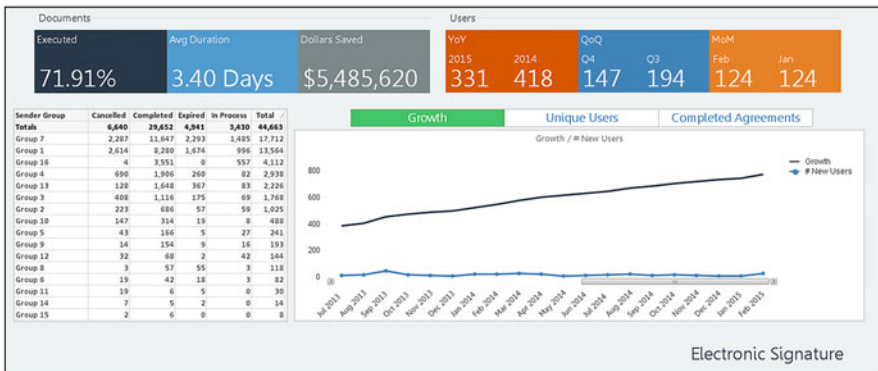 Documents
Users
Executed
71.91%
Avg Duration
3.40 Days
Dollars Saved
$5,485,620
YoY
2015 2014
331 418
QoQ
Q4 Q3
147 194
MoM
Feb Jan
124 124
Sender Group Cancelled Completed Expired In Process Total
Totals 6,640 29,652 4,941 3,430 44,663
Group 7 2,287 11,647 2,293 1,485 17,712
Group 1 2,614 8,280 1,674 996 13,564
Group 16 4 3,551 0 557 4,112
Group 4 690 1,906 260 82 2,938
Group 13 128 1,648 367 83 2,226
Group 3 408 1,116 175 69 1,768
Group 2 223 686 57 59 1,025
Group 10 147 314 19 8 488
Group 5 43 166 5 27 241
Group 9 14 154 9 16 193
Group 12 32 68 2 42 144
Group 8 3 57 55 3 118
Group 6 19 42 18 3 82
Group 11 19 6 5 0 30
Group 14 7 5 2 0 14
Group 15 2 6 0 0 8
Growth
Unique Users
Completed Agreements
Growth / # New Users
800
600
400
200
0
Growth
# New Users
Jul 2013
Aug 2013
Sep 2013
Oct 2013
Nov 2013
Dec 2013
Jan 2014
Feb 2014
Mar 2014
Apr 2014
May 2014
Jun 2014
Jul 2014
Aug 2014
Sep 2014
Oct 2014
Nov 2014
Dec 2014
Jan 2015
Feb 2015
Electronic Signature